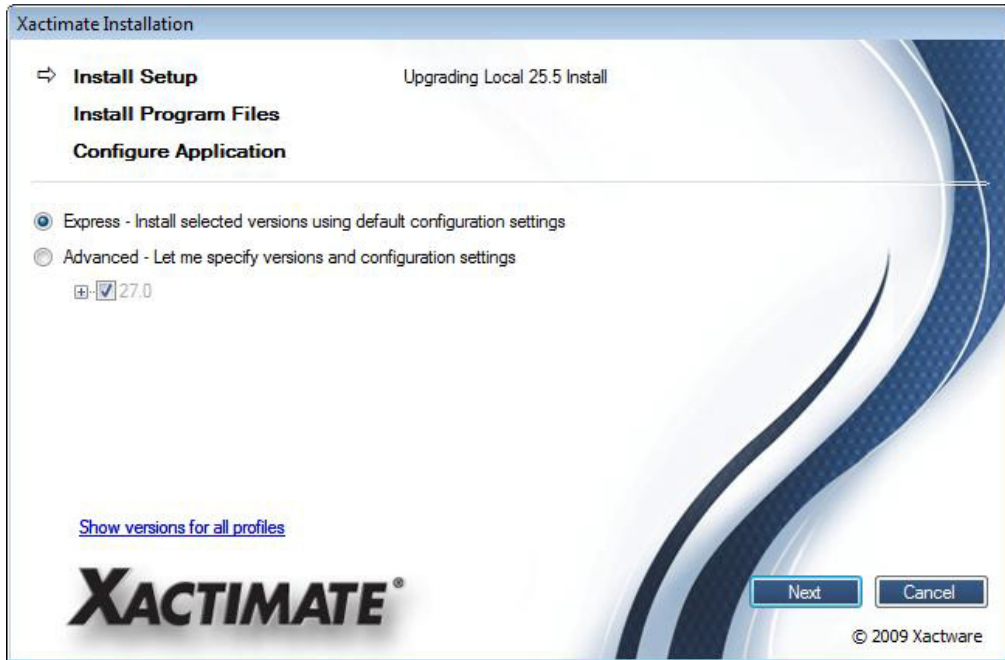 Xactimate Installation
Install Setup
Upgrading Local 25.5 Install
Install Program Files
Configure Application
Express - Install selected versions using default configuration settings
Advanced - Let me specify versions and configuration settings
27.0
Show versions for all profiles
XACTIMATE®
Next
Cancel
© 2009 Xactware